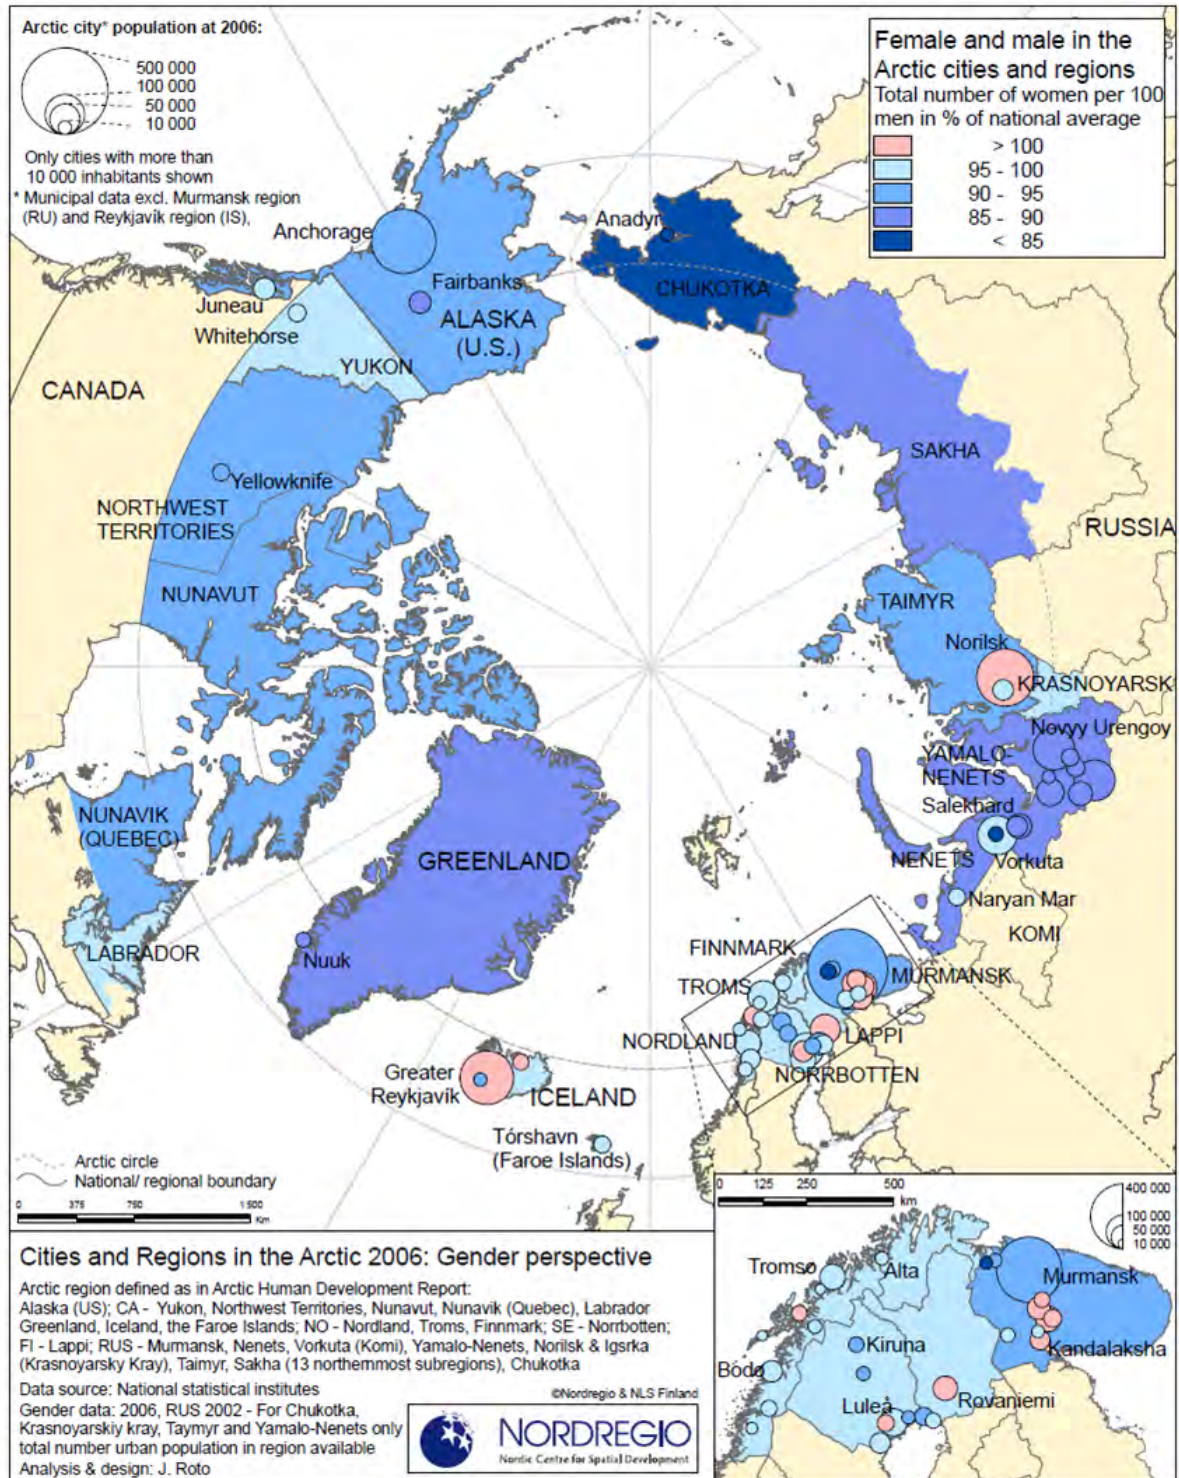 Arctic city* population at 2006:
500 000
100 000
50 000
10 000
Only cities with more than
10 000 inhabitants shown
* Municipal data excl. Murmansk region
(RU) and Reykjavík region (IS),
Female and male in the
Arctic cities and regions
Total number of women per 100
men in % of national average
> 100
95 - 100
90 - 95
85 - 90
< 85
Anchorage
Anadyr
Juneau
Fairbanks
CHUKOTKA
Whitehorse
ALASKA
(U.S.)
YUKON
CANADA
SAKHA
Yellowknife
NORTHWEST
TERRITORIES
RUSSIA
NUNAVUT
TAIMYR
Norilsk
KRASNOYARSK
Novyy Urengoy
YAMALO-
NENETS
Salekhard
NUNAVIK
(QUEBEC)
GREENLAND
NENETS
Vorkuta
Naryan Mar
KOMI
LABRADOR
Nuuk
FINNMARK
MURMANSK
TROMS
NORDLAND
LAPPI
NORRBOTTEN
Greater
Reykjavík
ICELAND
Tórshavn
(Faroe Islands)
Arctic circle
National/ regional boundary
0 375 750 1 500
Km
0 125 250 500
km
400 000
100 000
50 000
10 000
Tromsø
Alta
Murmansk
Kiruna
Kandalaksha
Bodø
Luleå
Rovaniemi
Cities and Regions in the Arctic 2006: Gender perspective
Arctic region defined as in Arctic Human Development Report:
Alaska (US); CA - Yukon, Northwest Territories, Nunavut, Nunavik (Quebec), Labrador
Greenland, Iceland, the Faroe Islands; NO - Nordland, Troms, Finnmark; SE - Norrbotten;
FI - Lappi; RUS - Murmansk, Nenets, Vorkuta (Komi), Yamalo-Nenets, Norilsk & Igsrka
(Krasnoyarsky Kray), Taimyr, Sakha (13 northernmost subregions), Chukotka
Data source: National statistical institutes
Gender data: 2006, RUS 2002 - For Chukotka,
Krasnoyarskiy kray, Taymyr and Yamalo-Nenets only
total number urban population in region available
Analysis & design: J. Roto
©Nordregio & NLS Finland
NORDREGIO
Nordic Centre for Spatial Development